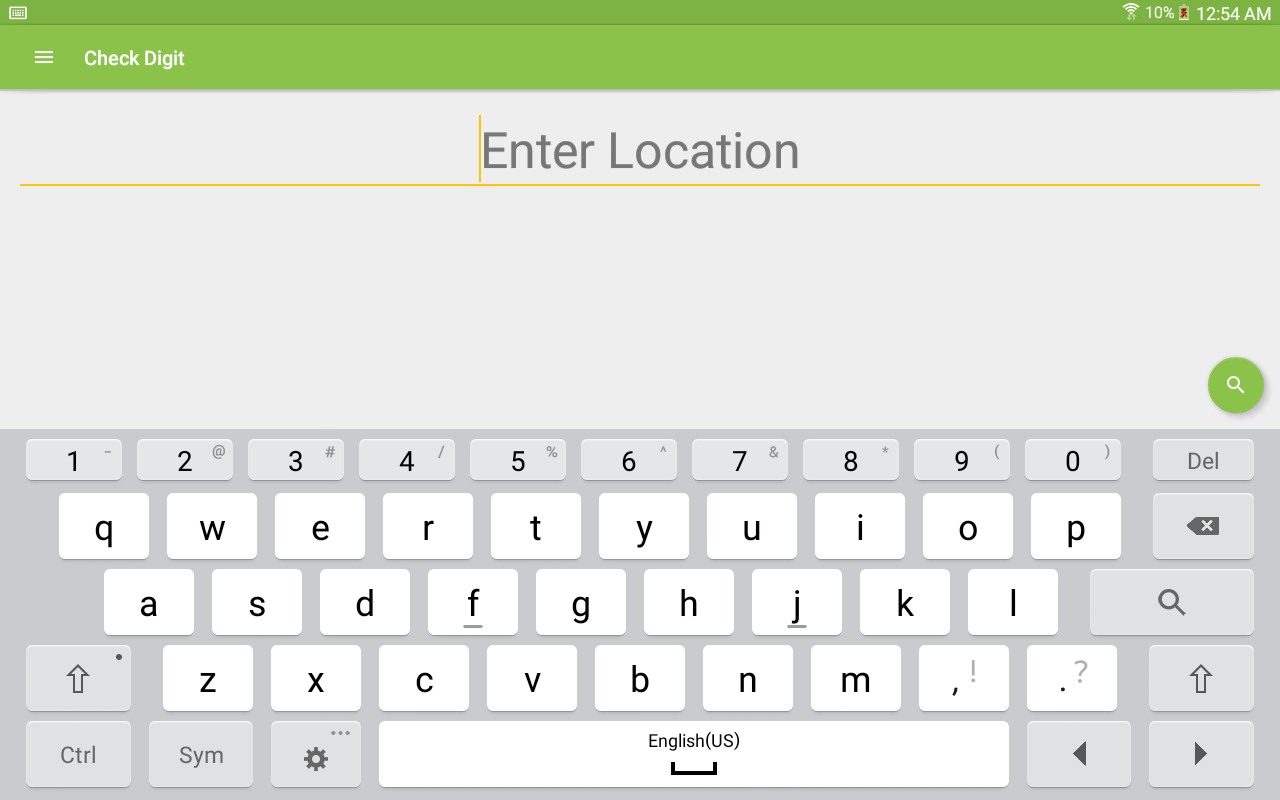 10% 12:54 AM
Check Digit
Enter Location
1 - 2 @ 3 # 4 / 5 % 6 ^ 7 & 8 * 9 ( 0 ) Del
q w e r t y u i o p
a s d f g h j k l
z x c v b n m , ! . ?
Ctrl Sym English(US)